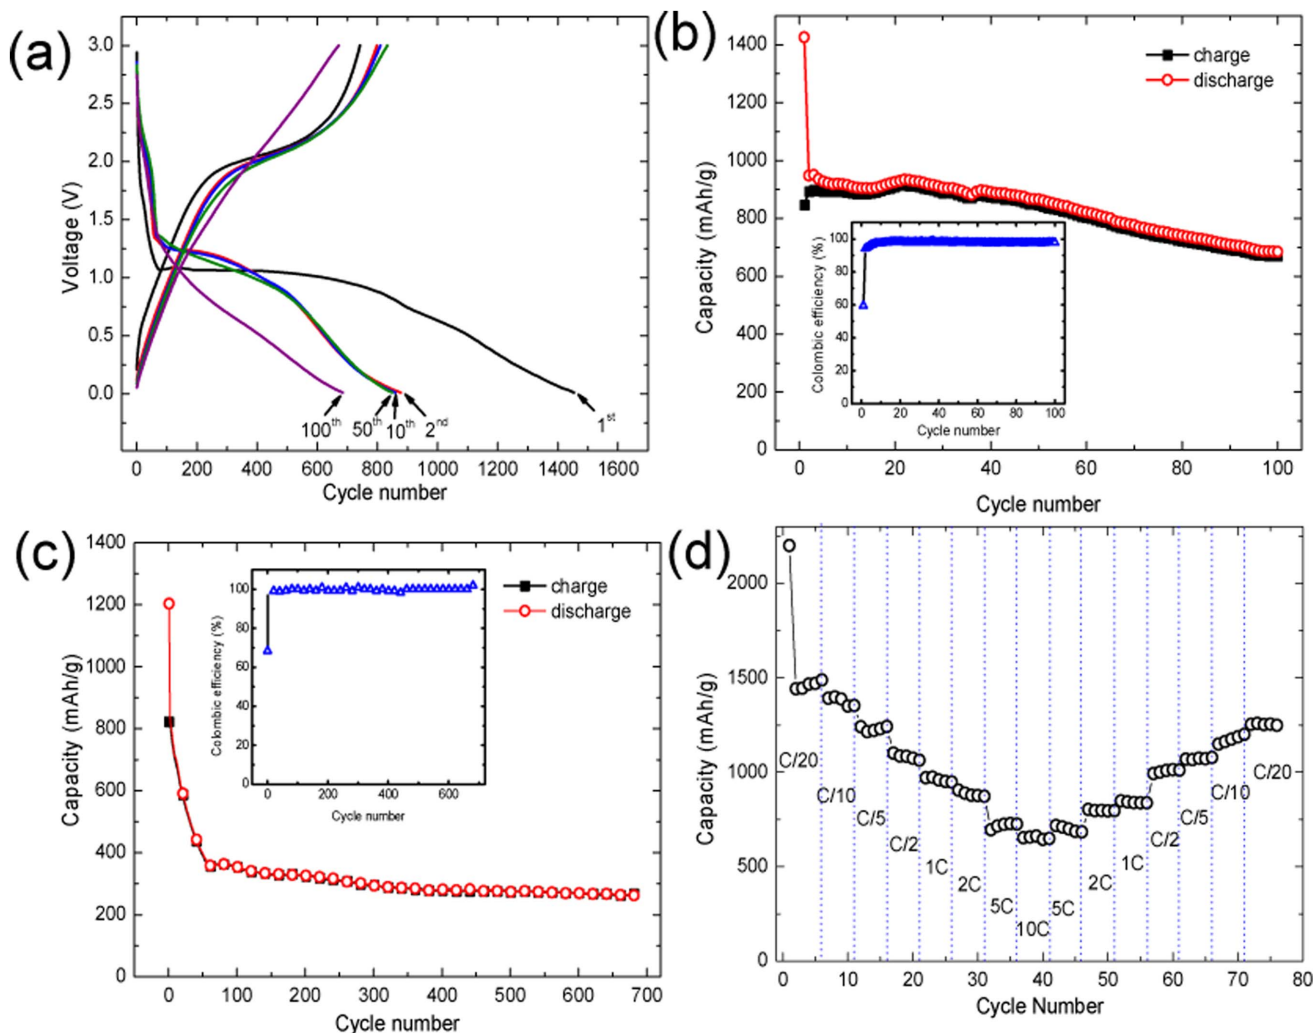 (a)
3.0
2.5
2.0
1.5
1.0
0.5
0.0
Voltage (V)
100th 50th 10th 2nd 1st
0 200 400 600 800 1000 1200 1400 1600
Cycle number
(b)
1400
1200
1000
800
600
400
200
0
Capacity (mAh/g)
charge
discharge
100
80
60
40
20
0
Colombic efficiency (%)
0 20 40 60 80 100
Cycle number
0 20 40 60 80 100
Cycle number
(c)
1400
1200
1000
800
600
400
200
0
Capacity (mAh/g)
charge
discharge
100
80
60
40
20
0
Colombic efficiency (%)
0 200 400 600
Cycle number
0 100 200 300 400 500 600 700
Cycle number
(d)
2000
1500
1000
500
0
Capacity (mAh/g)
C/20
C/10
C/5
C/2
1C
2C
5C
10C
5C
2C
1C
C/2
C/5
C/10
C/20
0 10 20 30 40 50 60 70 80
Cycle Number